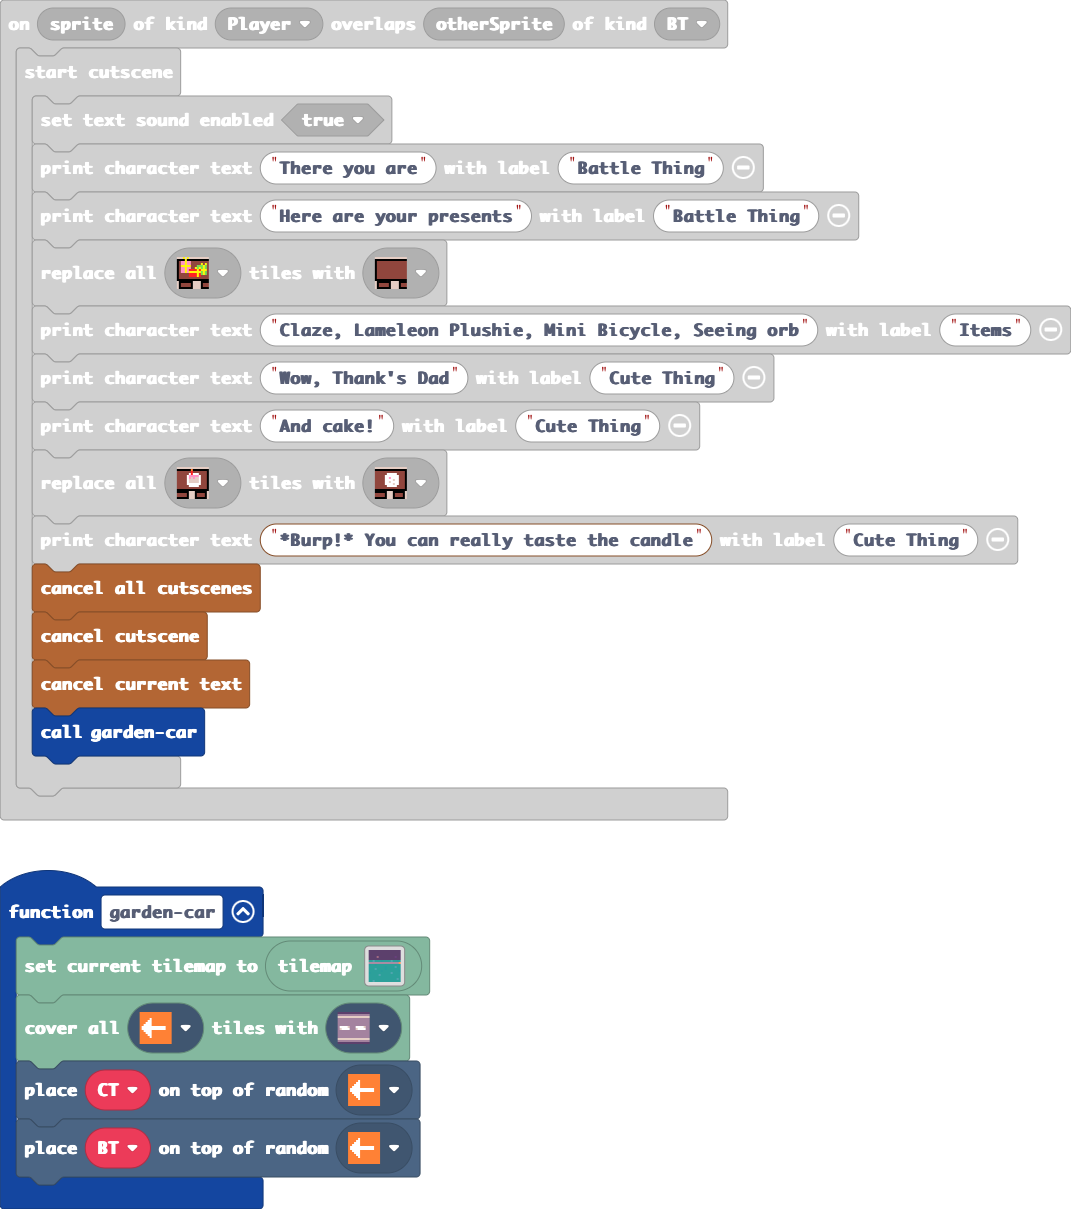 on sprite of kind Player overlaps otherSprite of kind BT
start cutscene
set text sound enabled true
print character text "There you are" with label "Battle Thing"
print character text "Here are your presents" with label "Battle Thing"
replace all tiles with
print character text "Claze, Lameleon Plushie, Mini Bicycle, Seeing orb" with label "Items"
print character text "Wow, Thank's Dad" with label "Cute Thing"
print character text "And cake!" with label "Cute Thing"
replace all tiles with
print character text "*Burp!* You can really taste the candle" with label "Cute Thing"
cancel all cutscenes
cancel cutscene
cancel current text
call garden-car
function garden-car
set current tilemap to tilemap
cover all tiles with
place CT on top of random
place BT on top of random